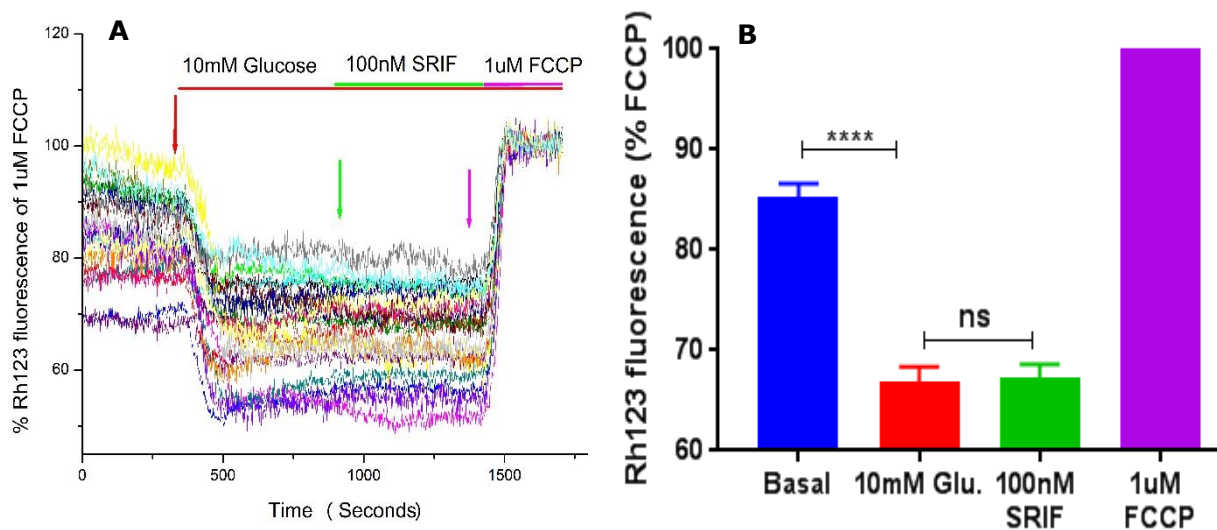 A
120
100
80
60
% Rh123 fluorescence of 1uM FCCP
10mM Glucose
100nM SRIF
1uM FCCP
0
500
1000
1500
Time ( Seconds)
B
100
90
80
70
60
Rh123 fluorescence (% FCCP)
****
ns
Basal
10mM Glu.
100nM
SRIF
1uM
FCCP